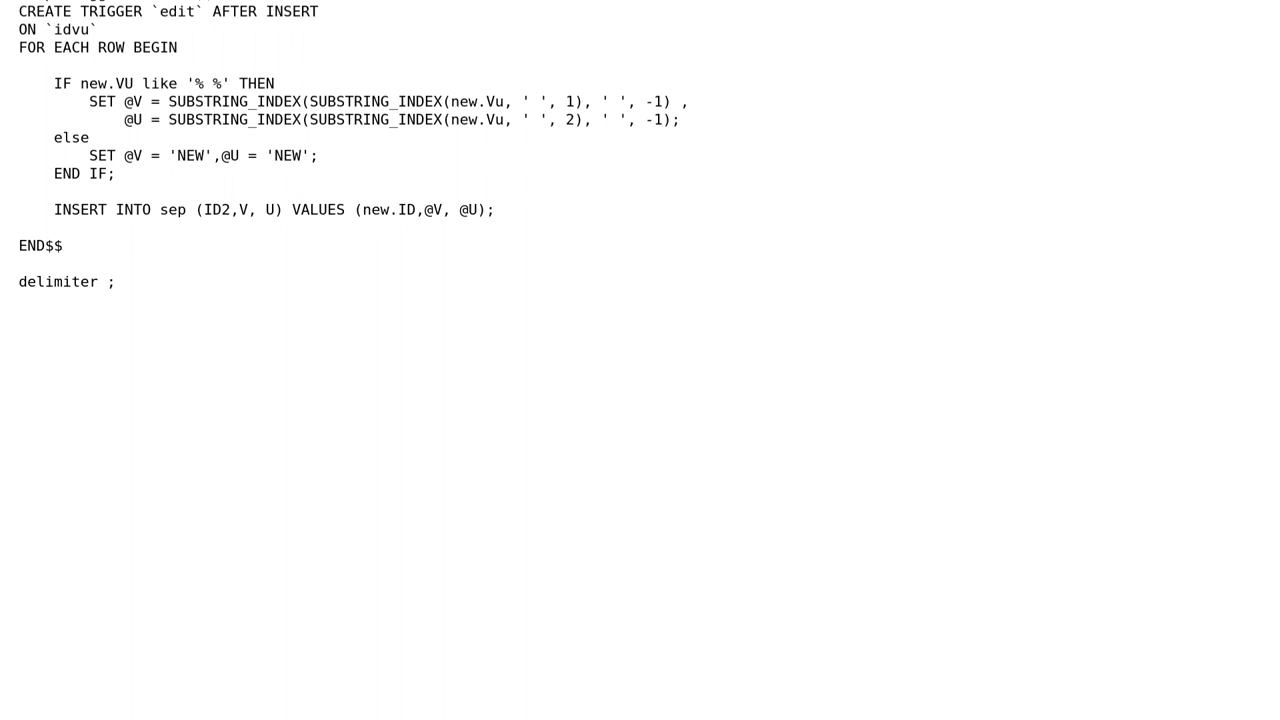 CREATE TRIGGER `edit` AFTER INSERT
ON `idvu`
FOR EACH ROW BEGIN
IF new.VU like '% %' THEN
SET @V = SUBSTRING_INDEX(SUBSTRING_INDEX(new.Vu, ' ', 1), ' ', -1) ,
@U = SUBSTRING_INDEX(SUBSTRING_INDEX(new.Vu, ' ', 2), ' ', -1);
else
SET @V = 'NEW',@U = 'NEW';
END IF;
INSERT INTO sep (ID2,V, U) VALUES (new.ID,@V, @U);
END$$
delimiter ;